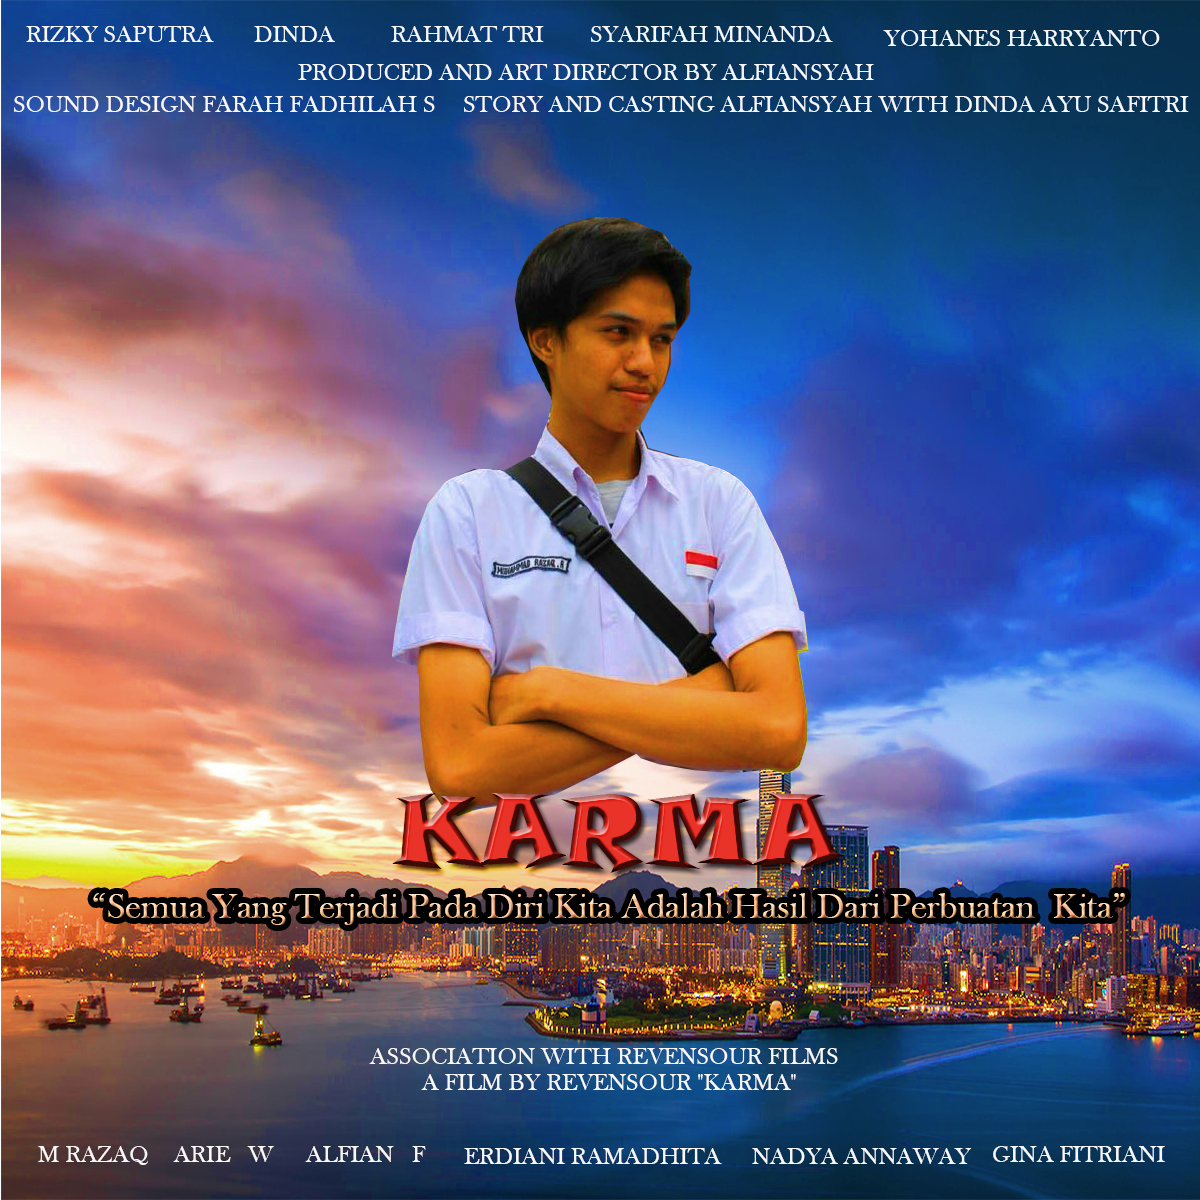 RIZKY SAPUTRA DINDA RAHMAT TRI SYARIFAH MINANDA YOHANES HARRYANTO
PRODUCED AND ART DIRECTOR BY ALFIANSYAH
SOUND DESIGN FARAH FADHILAH S STORY AND CASTING ALFIANSYAH WITH DINDA AYU SAFITRI
MUHAMMAD RAZAQ .R
KARMA
“Semua Yang Terjadi Pada Diri Kita Adalah Hasil Dari Perbuatan Kita”
ASSOCIATION WITH REVENSOUR FILMS
A FILM BY REVENSOUR "KARMA"
M RAZAQ ARIE W ALFIAN F ERDIANI RAMADHITA NADYA ANNAWAY GINA FITRIANI